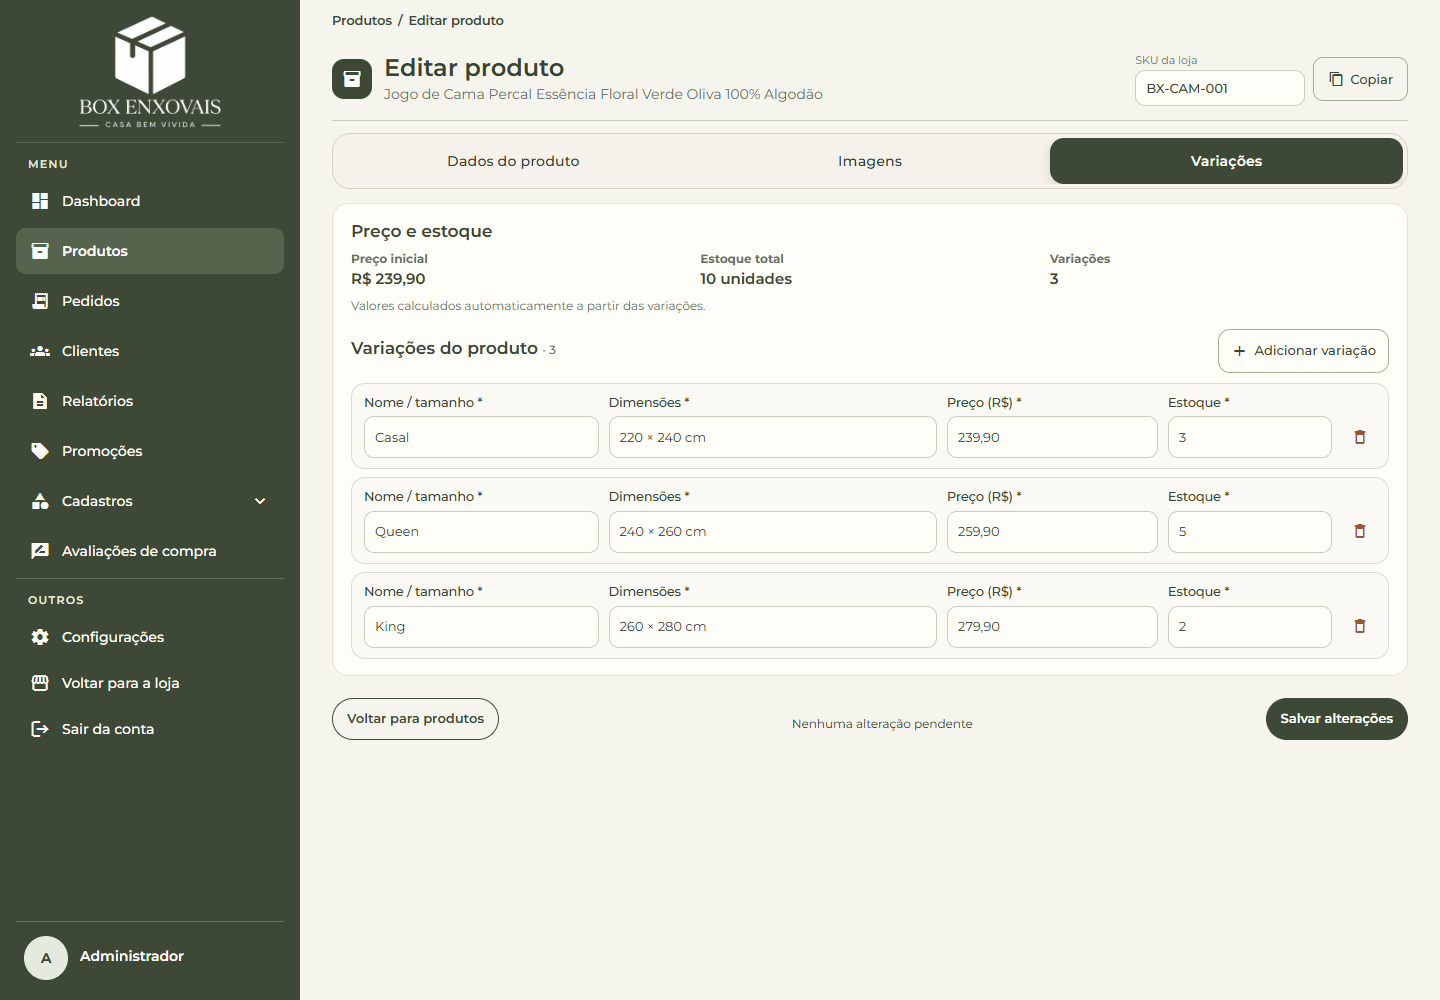 BOX ENXOVAIS
CASA BEM VIVIDA
MENU
Dashboard
Produtos
Pedidos
Clientes
Relatórios
Promoções
Cadastros
Avaliações de compra
OUTROS
Configurações
Voltar para a loja
Sair da conta
A
Administrador
Produtos / Editar produto
Editar produto
Jogo de Cama Percal Essência Floral Verde Oliva 100% Algodão
SKU da loja
BX-CAM-001
Copiar
Dados do produto
Imagens
Variações
Preço e estoque
Preço inicial
R$ 239,90
Estoque total
10 unidades
Variações
3
Valores calculados automaticamente a partir das variações.
Variações do produto · 3
+ Adicionar variação
Nome / tamanho * Dimensões * Preço (R$) * Estoque *
Casal 220 × 240 cm 239,90 3
Nome / tamanho * Dimensões * Preço (R$) * Estoque *
Queen 240 × 260 cm 259,90 5
Nome / tamanho * Dimensões * Preço (R$) * Estoque *
King 260 × 280 cm 279,90 2
Voltar para produtos
Nenhuma alteração pendente
Salvar alterações